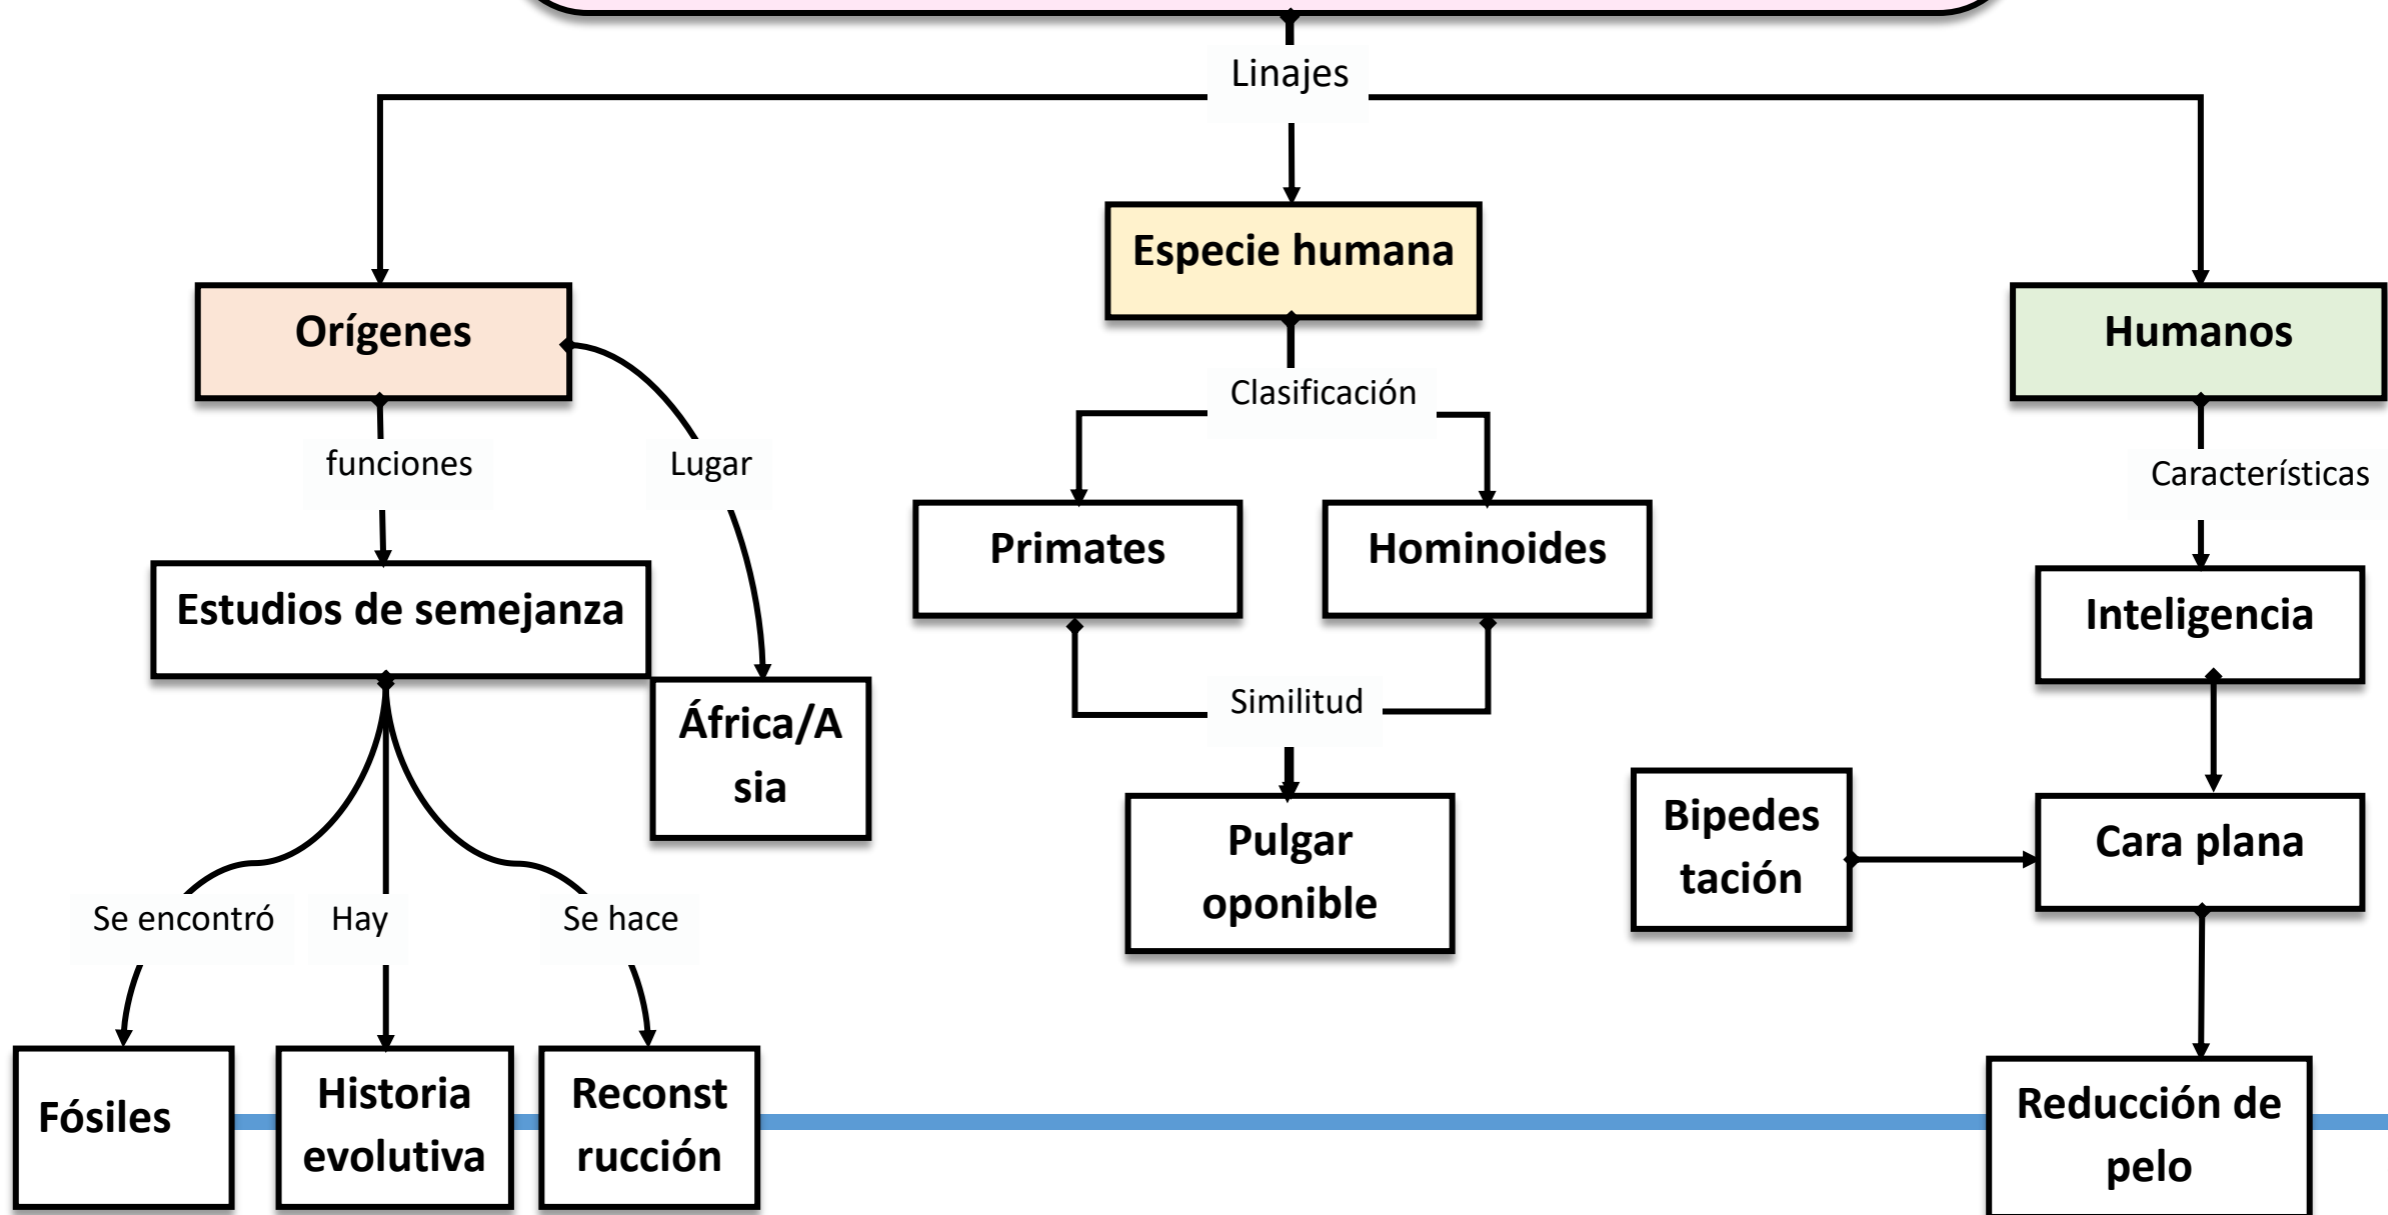 Linajes
Especie humana
Orígenes
Humanos
Clasificación
funciones
Lugar
Características
Primates
Hominoides
Estudios de semejanza
Inteligencia
Similitud
África/A
sia
Bipedes
tación
Pulgar
oponible
Cara plana
Se encontró
Hay
Se hace
Fósiles
Historia
evolutiva
Reconst
rucción
Reducción de
pelo